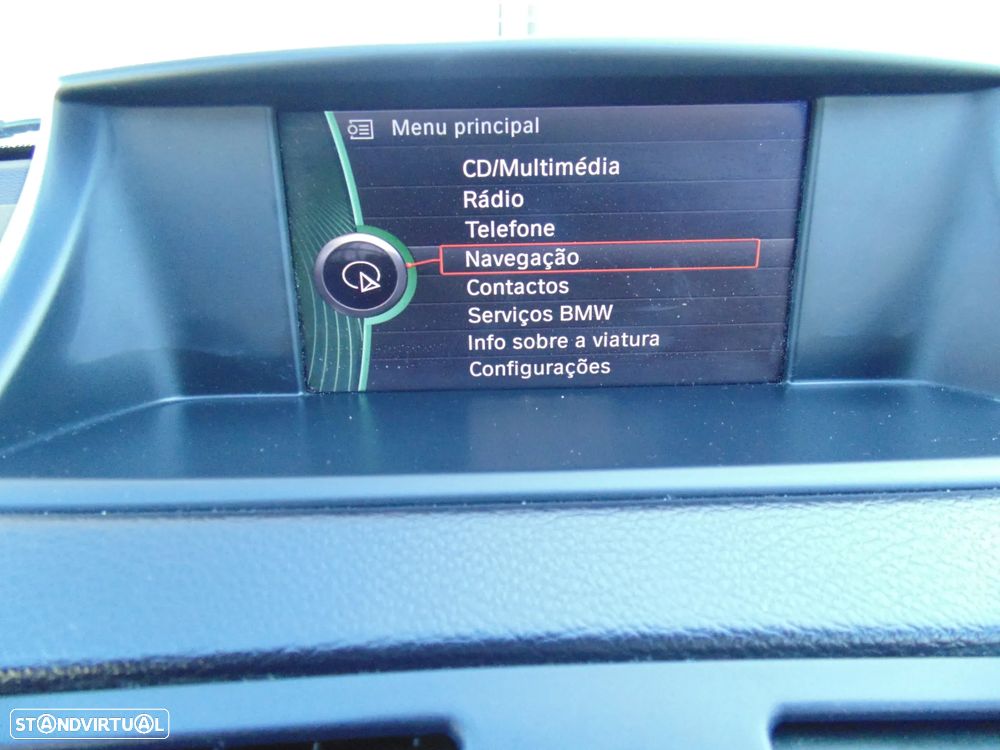 Menu principal
CD/Multimédia
Rádio
Telefone
Navegação
Contactos
Serviços BMW
Info sobre a viatura
Configurações
STANDVIRTUAL